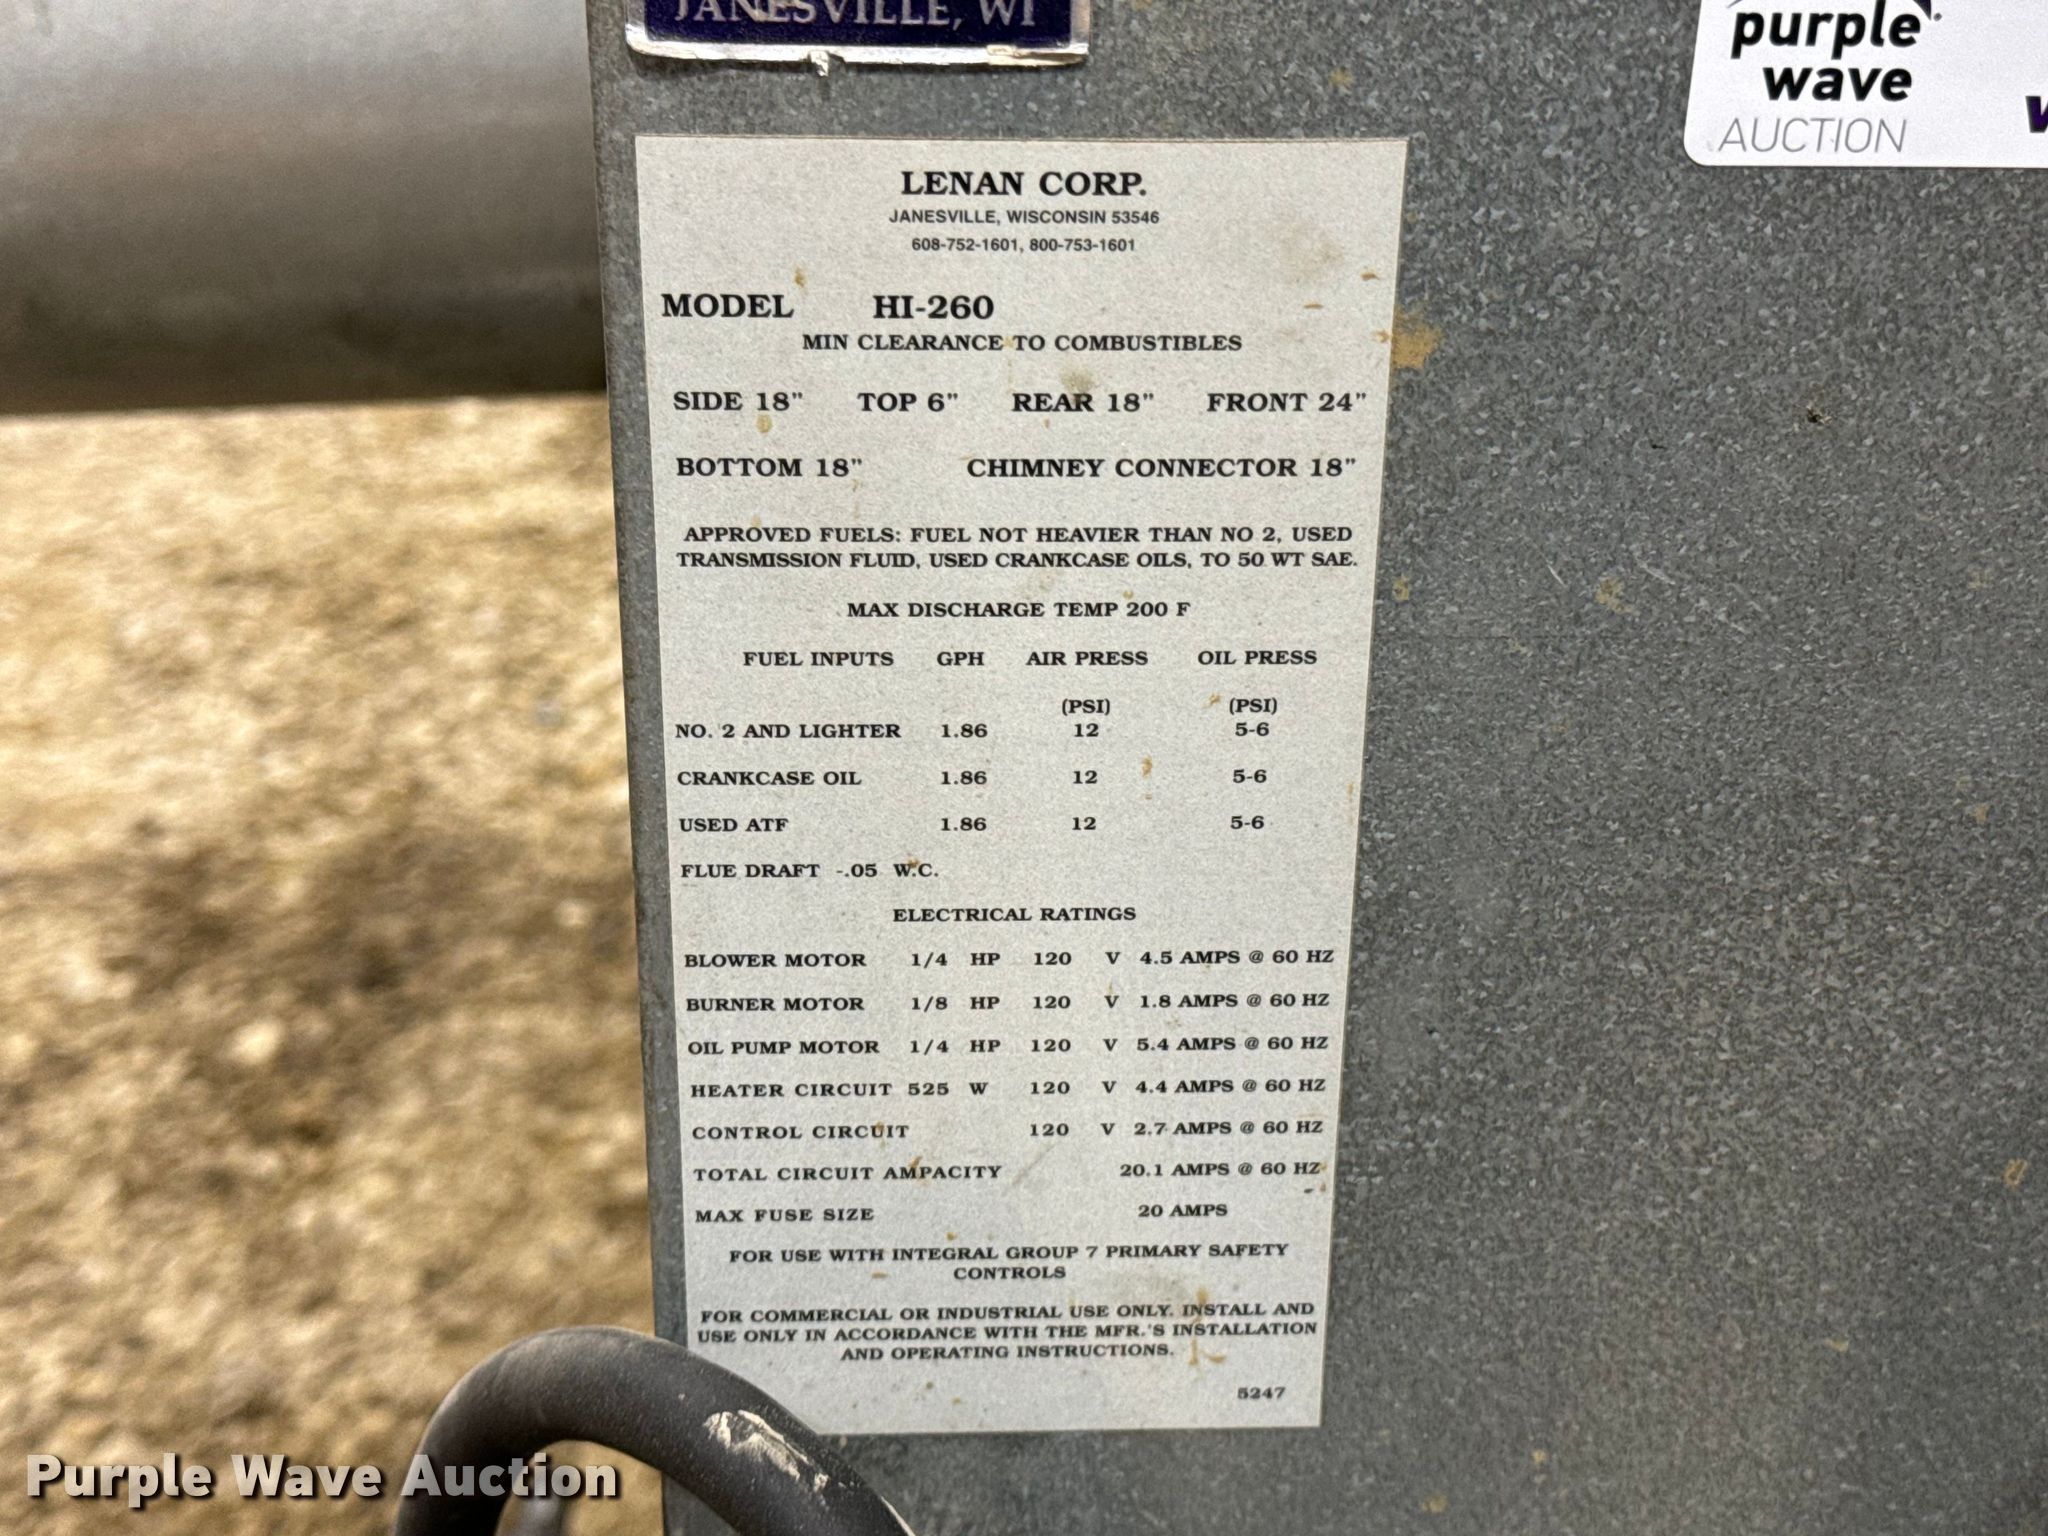 JANESVILLE, WI
purple
wave
AUCTION
LENAN CORP.
JANESVILLE, WISCONSIN 53546
608-752-1601, 800-753-1601
MODEL HI-260
MIN CLEARANCE TO COMBUSTIBLES
SIDE 18" TOP 6" REAR 18" FRONT 24"
BOTTOM 18" CHIMNEY CONNECTOR 18"
APPROVED FUELS: FUEL NOT HEAVIER THAN NO 2, USED
TRANSMISSION FLUID, USED CRANKCASE OILS, TO 50 WT SAE.
MAX DISCHARGE TEMP 200 F
FUEL INPUTS GPH AIR PRESS OIL PRESS
(PSI) (PSI)
NO. 2 AND LIGHTER 1.86 12 5-6
CRANKCASE OIL 1.86 12 5-6
USED ATF 1.86 12 5-6
FLUE DRAFT -.05 W.C.
ELECTRICAL RATINGS
BLOWER MOTOR 1/4 HP 120 V 4.5 AMPS @ 60 HZ
BURNER MOTOR 1/8 HP 120 V 1.8 AMPS @ 60 HZ
OIL PUMP MOTOR 1/4 HP 120 V 5.4 AMPS @ 60 HZ
HEATER CIRCUIT 525 W 120 V 4.4 AMPS @ 60 HZ
CONTROL CIRCUIT 120 V 2.7 AMPS @ 60 HZ
TOTAL CIRCUIT AMPACITY 20.1 AMPS @ 60 HZ
MAX FUSE SIZE 20 AMPS
FOR USE WITH INTEGRAL GROUP 7 PRIMARY SAFETY
CONTROLS
FOR COMMERCIAL OR INDUSTRIAL USE ONLY. INSTALL AND
USE ONLY IN ACCORDANCE WITH THE MFR.'S INSTALLATION
AND OPERATING INSTRUCTIONS.
5247
Purple Wave Auction